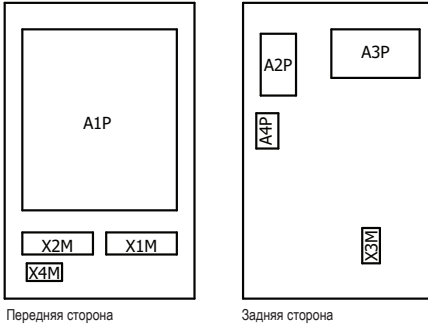 A1P
X2M
X1M
X4M
Передняя сторона
A2P
A3P
A4P
X3M
Задняя сторона